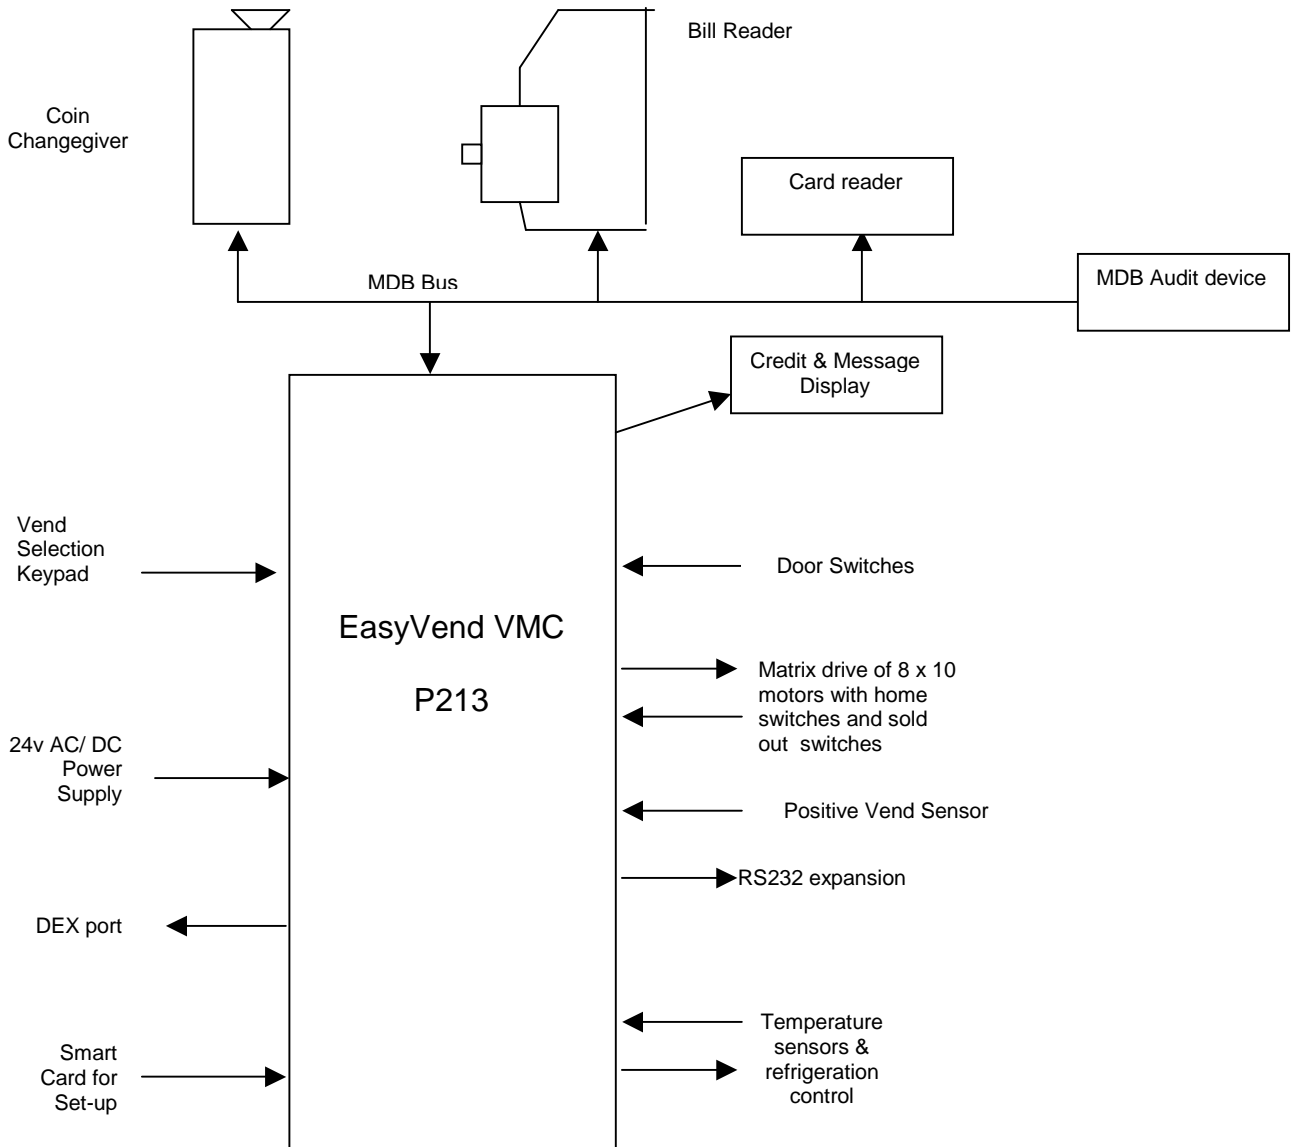 Bill Reader
Coin
Changegiver
Card reader
MDB Bus
MDB Audit device
Credit & Message
Display
Vend
Selection
Keypad
Door Switches
EasyVend VMC
P213
Matrix drive of 8 x 10
motors with home
switches and sold
out switches
24v AC/ DC
Power
Supply
Positive Vend Sensor
RS232 expansion
DEX port
Temperature
sensors &
refrigeration
control
Smart
Card for
Set-up